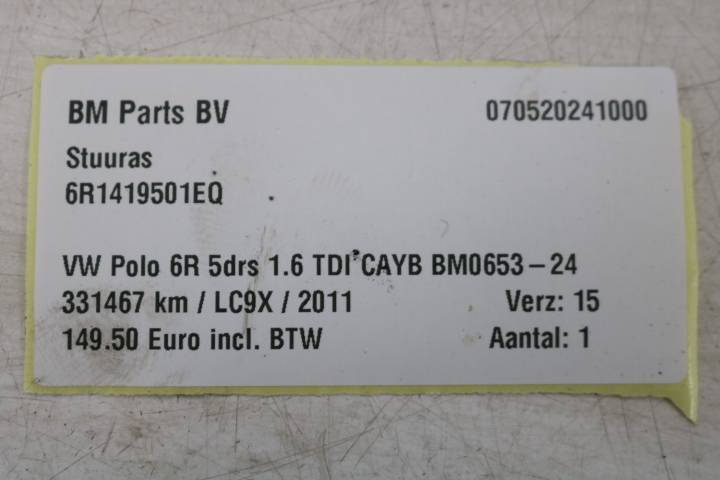 BM Parts BV 070520241000
Stuuras
6R1419501EQ
VW Polo 6R 5drs 1.6 TDI CAYB BM0653-24
331467 km / LC9X / 2011 Verz: 15
149.50 Euro incl. BTW Aantal: 1